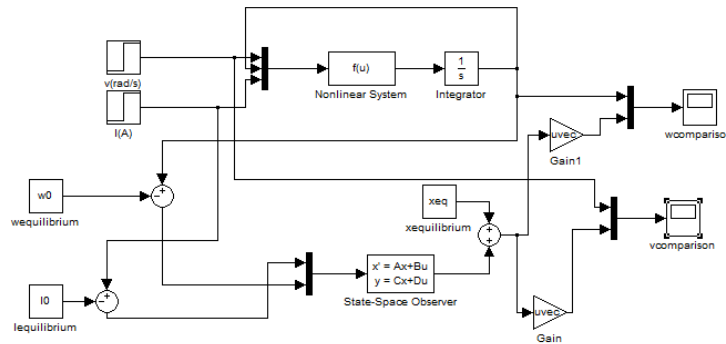 v(rad/s)
I(A)
f(u)
Nonlinear System
1
s
Integrator
wcompariso
uvec
Gain1
w0
wequilibrium
xeq
xequilibrium
vcomparison
x' = Ax+Bu
y = Cx+Du
State-Space Observer
I0
Iequilibrium
uvec
Gain